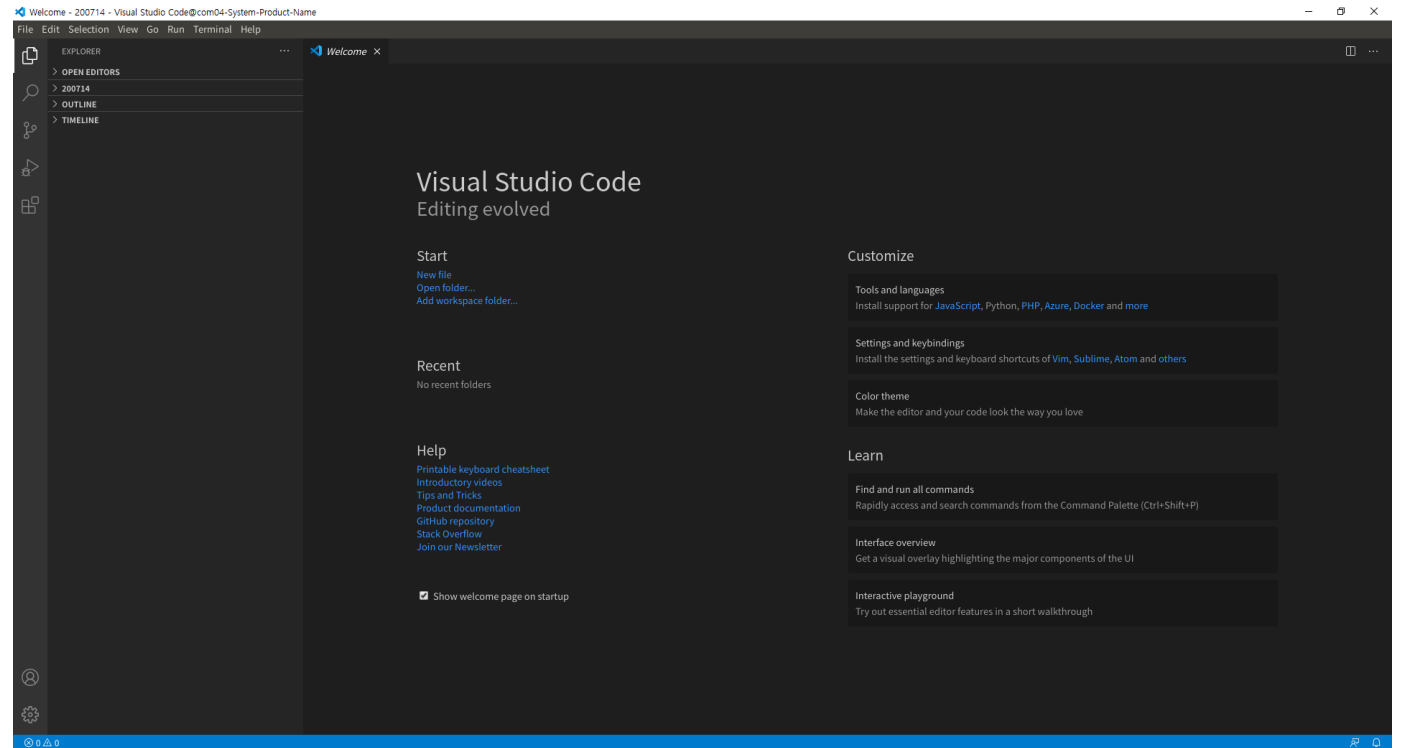 Welcome - 200714 - Visual Studio Code@com04-System-Product-Name
File Edit Selection View Go Run Terminal Help
EXPLORER
Welcome
OPEN EDITORS
200714
OUTLINE
TIMELINE
Visual Studio Code
Editing evolved
Start
New file
Open folder...
Add workspace folder...
Recent
No recent folders
Help
Printable keyboard cheatsheet
Introductory videos
Tips and Tricks
Product documentation
GitHub repository
Stack Overflow
Join our Newsletter
Show welcome page on startup
Customize
Tools and languages
Install support for JavaScript, Python, PHP, Azure, Docker and more
Settings and keybindings
Install the settings and keyboard shortcuts of Vim, Sublime, Atom and others
Color theme
Make the editor and your code look the way you love
Learn
Find and run all commands
Rapidly access and search commands from the Command Palette (Ctrl+Shift+P)
Interface overview
Get a visual overlay highlighting the major components of the UI
Interactive playground
Try out essential editor features in a short walkthrough
0 0